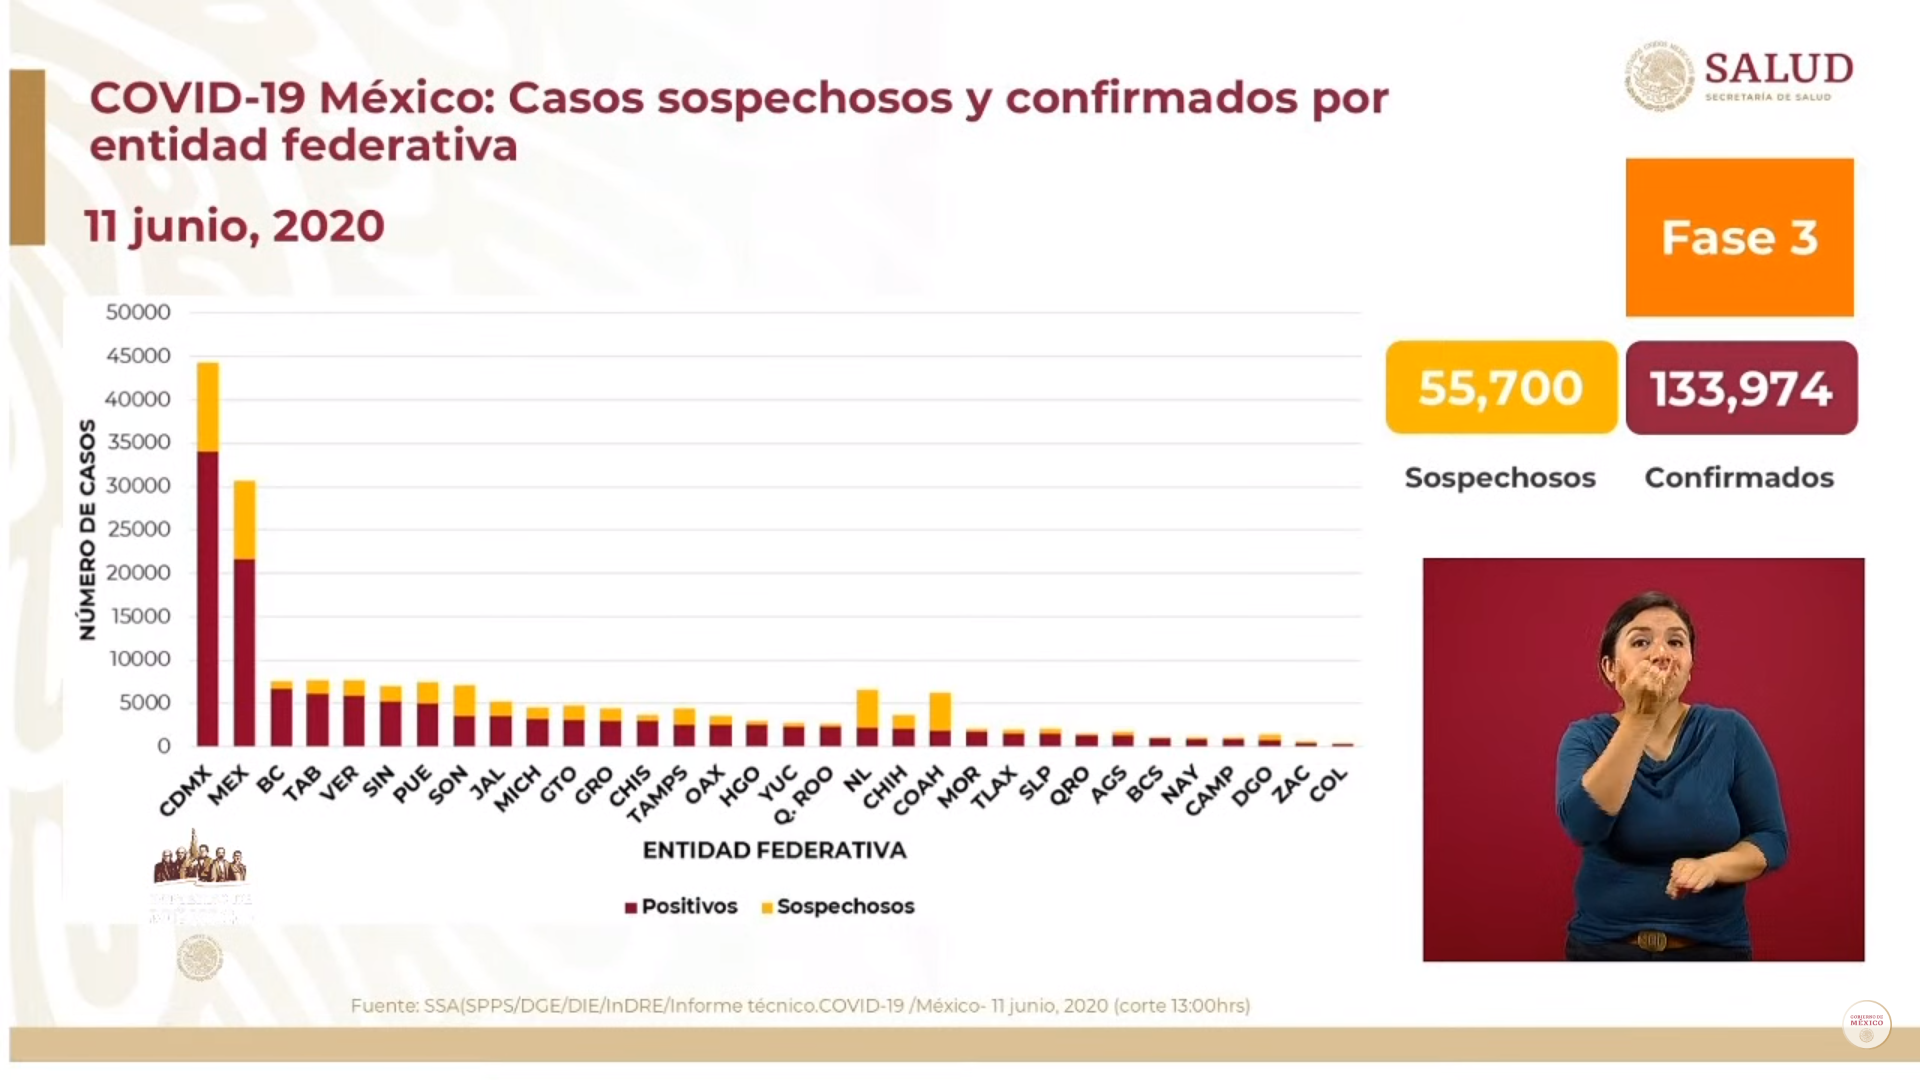 COVID-19 México: Casos sospechosos y confirmados por
entidad federativa
11 junio, 2020
SALUD
SECRETARÍA DE SALUD
Fase 3
55,700
133,974
Sospechosos
Confirmados
NÚMERO DE CASOS
50000
45000
40000
35000
30000
25000
20000
15000
10000
5000
0
CDMX
MEX
BC
TAB
VER
SIN
PUE
SON
JAL
MICH
GTO
GRO
CHIS
TAMPS
OAX
HGO
YUC
Q. ROO
NL
CHIH
COAH
MOR
TLAX
SLP
QRO
AGS
BCS
NAY
CAMP
DGO
ZAC
COL
ENTIDAD FEDERATIVA
Positivos
Sospechosos
Fuente: SSA(SPPS/DGE/DIE/InDRE/Informe técnico.COVID-19 /México- 11 junio, 2020 (corte 13:00hrs)
GOBIERNO DE
MÉXICO